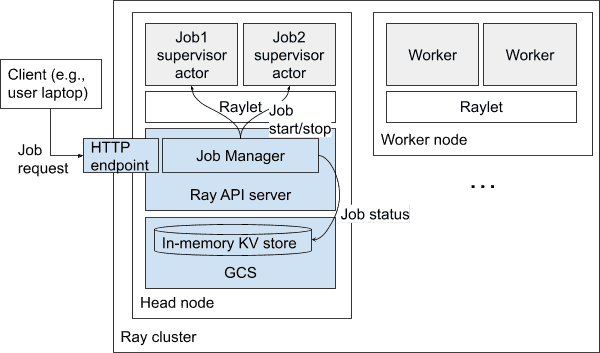 Client (e.g.,
user laptop)
Job
request
HTTP
endpoint
Job1
supervisor
actor
Job2
supervisor
actor
Raylet
Job
start/stop
Job Manager
Ray API server
Job status
In-memory KV store
GCS
Head node
Ray cluster
Worker
Worker
Raylet
Worker node
...